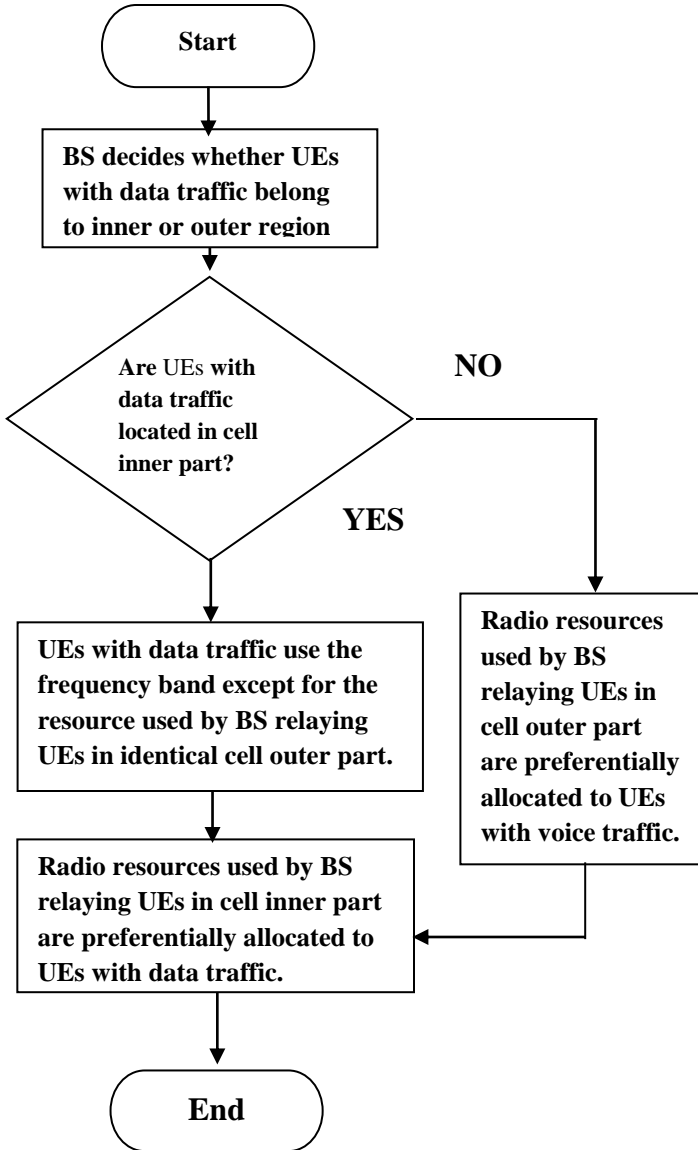 Start
BS decides whether UEs
with data traffic belong
to inner or outer region
Are UEs with
data traffic
located in cell
inner part?
NO
YES
UEs with data traffic use the
frequency band except for the
resource used by BS relaying
UEs in identical cell outer part.
Radio resources
used by BS
relaying UEs in
cell outer part
are preferentially
allocated to UEs
with voice traffic.
Radio resources used by BS
relaying UEs in cell inner part
are preferentially allocated to
UEs with data traffic.
End